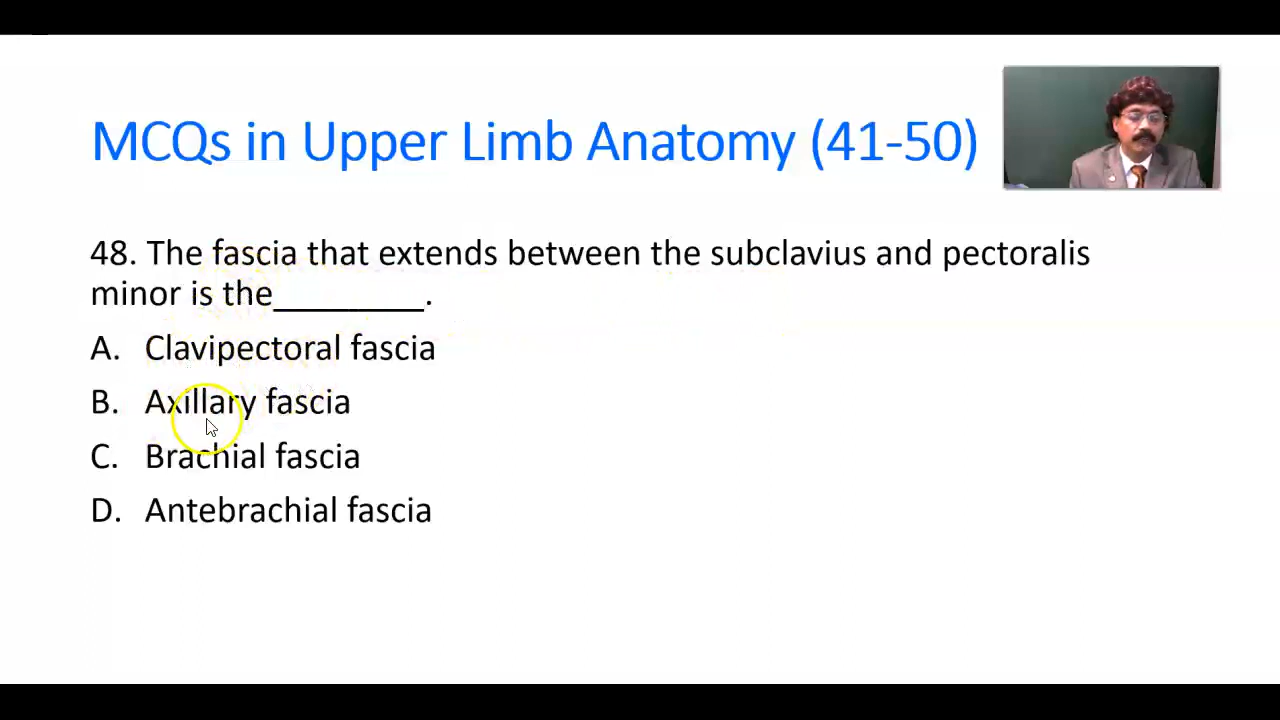 MCQs in Upper Limb Anatomy (41-50)
48. The fascia that extends between the subclavius and pectoralis
minor is the________.
A. Clavipectoral fascia
B. Axillary fascia
C. Brachial fascia
D. Antebrachial fascia